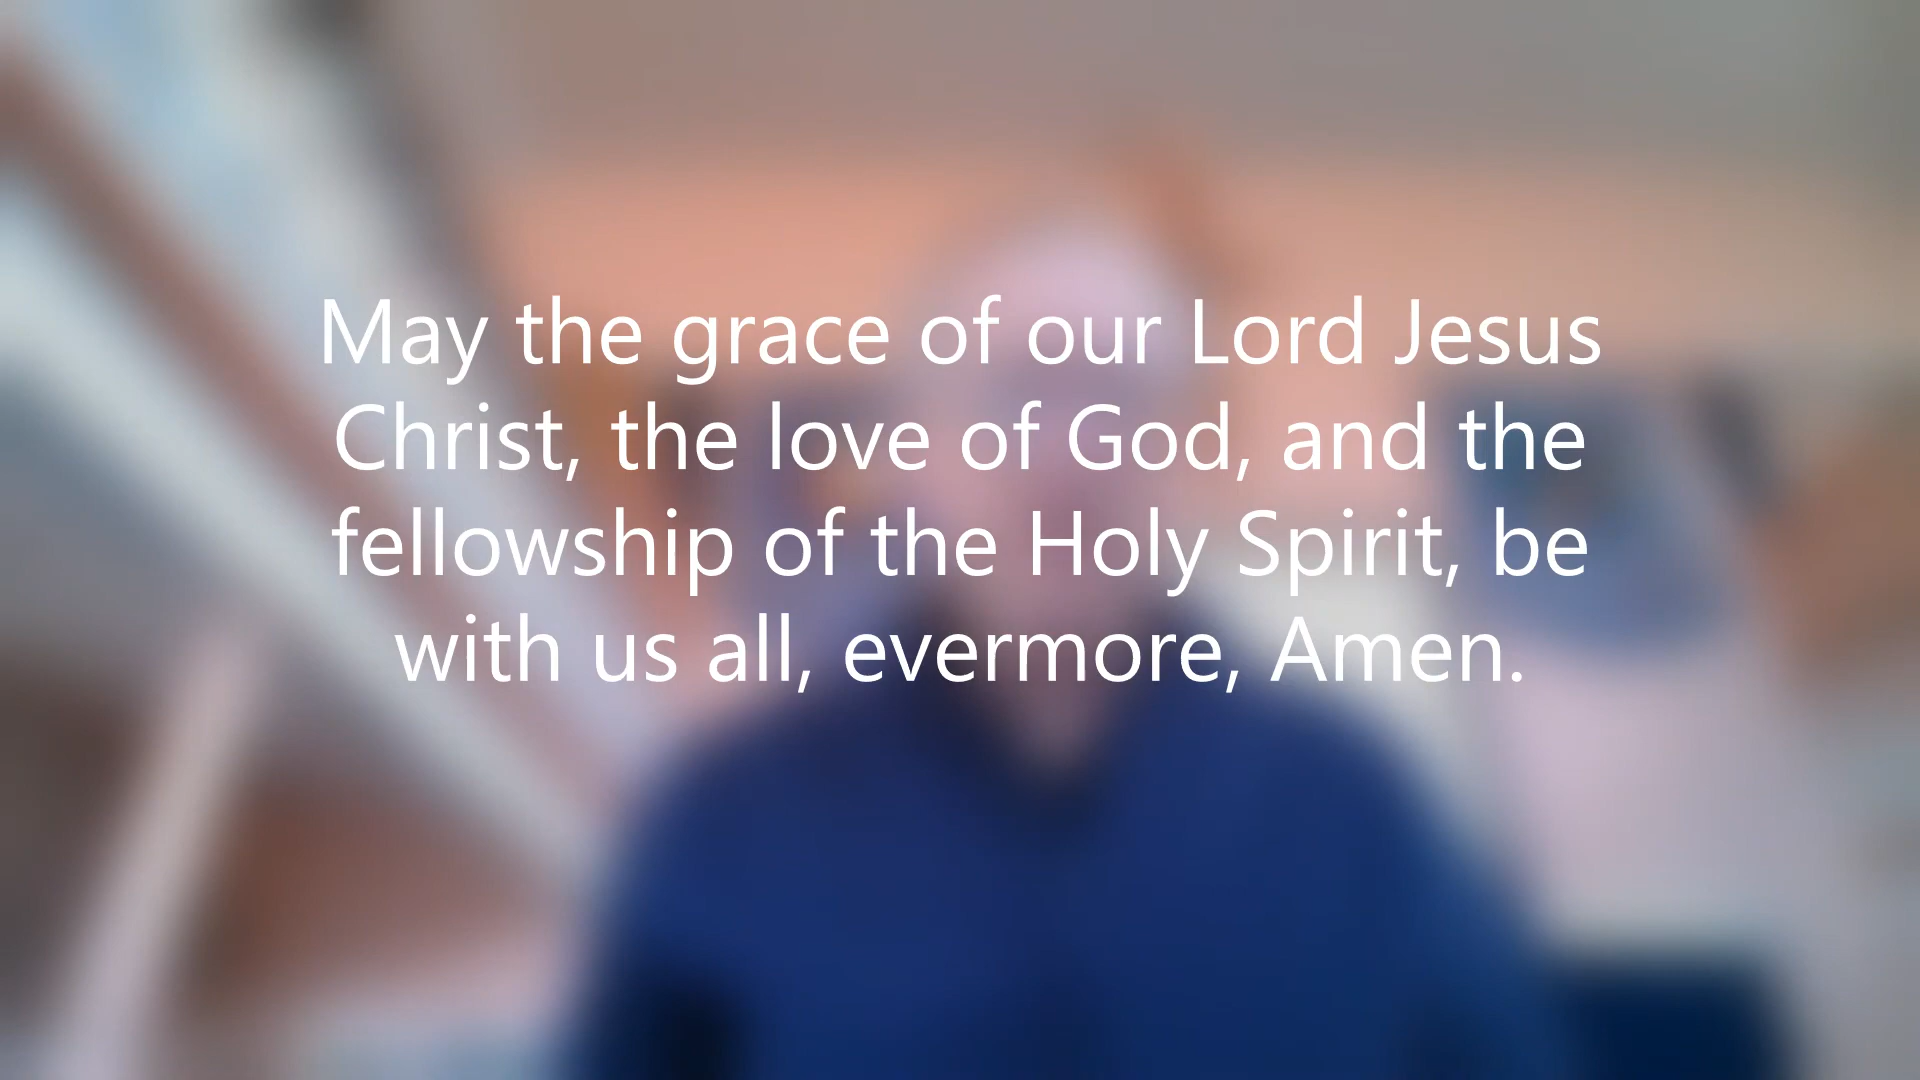 May the grace of our Lord Jesus
Christ, the love of God, and the
fellowship of the Holy Spirit, be
with us all, evermore, Amen.